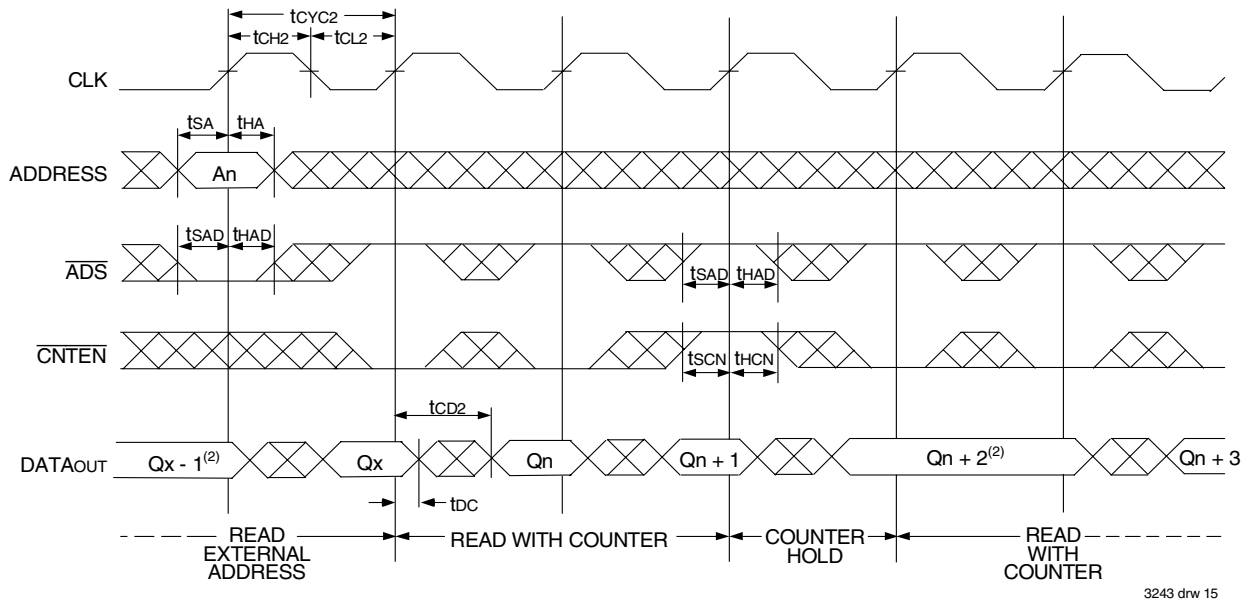 tCYC2
tCH2 tCL2
CLK
tSA tHA
ADDRESS An
tSAD tHAD
ADS
tSAD tHAD
CNTEN
tSCN tHCN
tCD2
DATAOUT Qx - 1(2) Qx Qn Qn + 1 Qn + 2(2) Qn + 3
tDC
READ
EXTERNAL
ADDRESS
READ WITH COUNTER
COUNTER
HOLD
READ
WITH
COUNTER
3243 drw 15